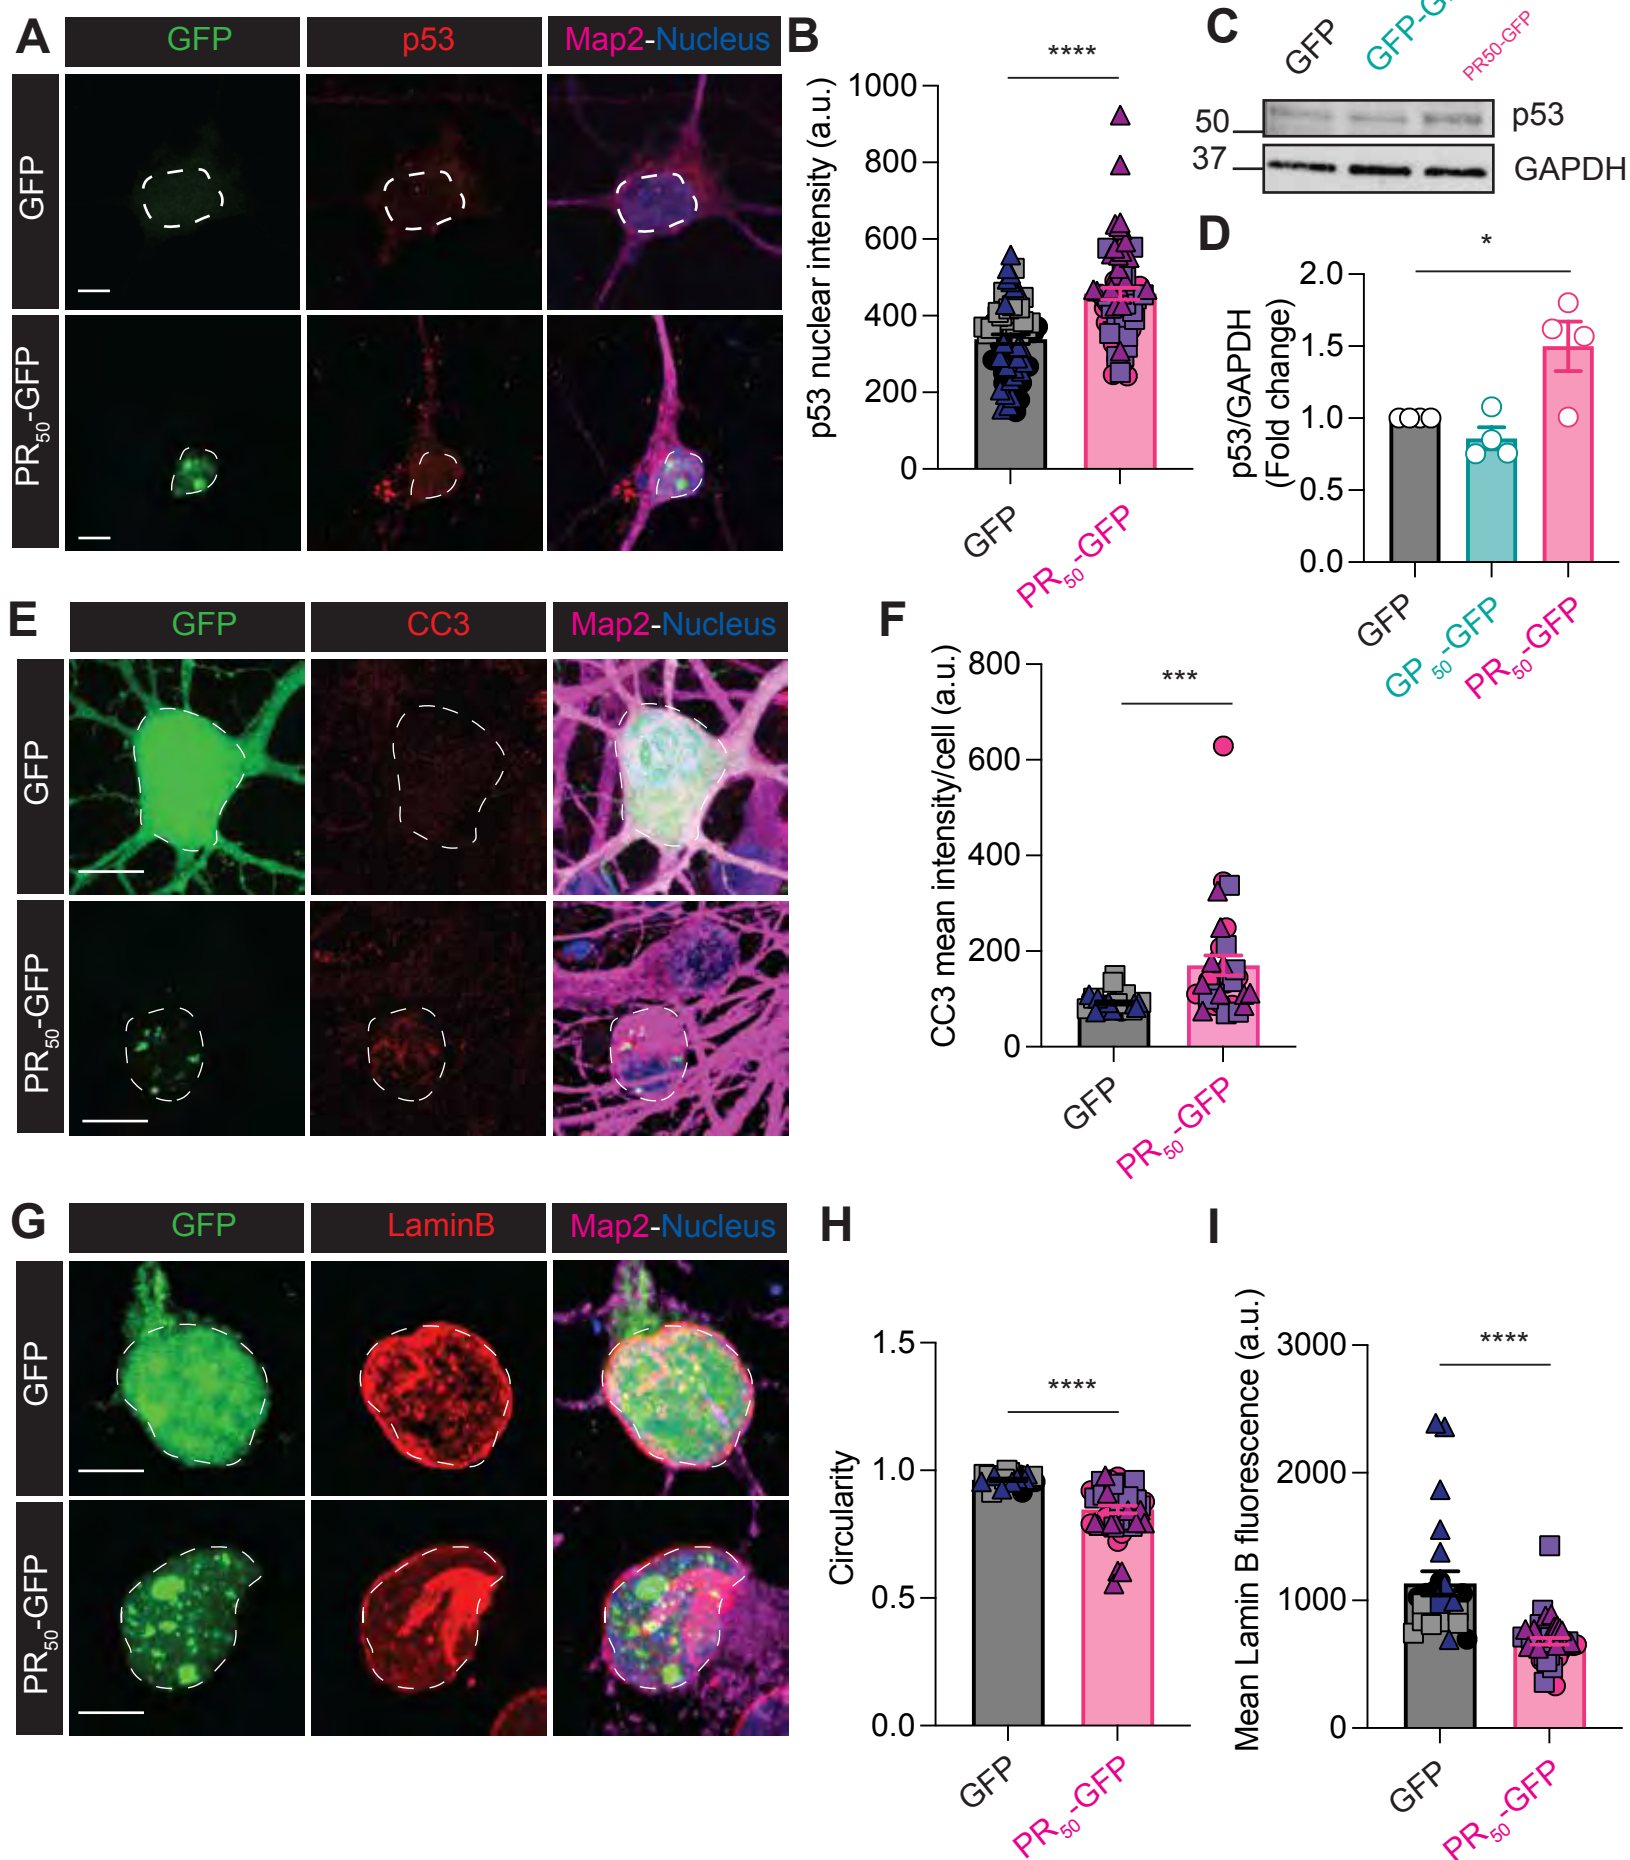 A
GFP
p53
Map2-Nucleus
GFP
PR50-GFP
B
****
p53 nuclear intensity (a.u.)
1000
800
600
400
200
0
GFP
PR50-GFP
C
GFP
PR50-GFP
50
p53
37
GAPDH
D
*
p53/GAPDH
(Fold change)
2.0
1.5
1.0
0.5
0.0
GFP
GP50-GFP
PR50-GFP
E
GFP
CC3
Map2-Nucleus
GFP
PR50-GFP
F
***
CC3 mean intensity/cell (a.u.)
800
600
400
200
0
GFP
PR50-GFP
G
GFP
LaminB
Map2-Nucleus
GFP
PR50-GFP
H
****
Circularity
1.5
1.0
0.5
0.0
GFP
PR50-GFP
I
****
Mean Lamin B fluorescence (a.u.)
3000
2000
1000
0
GFP
PR50-GFP